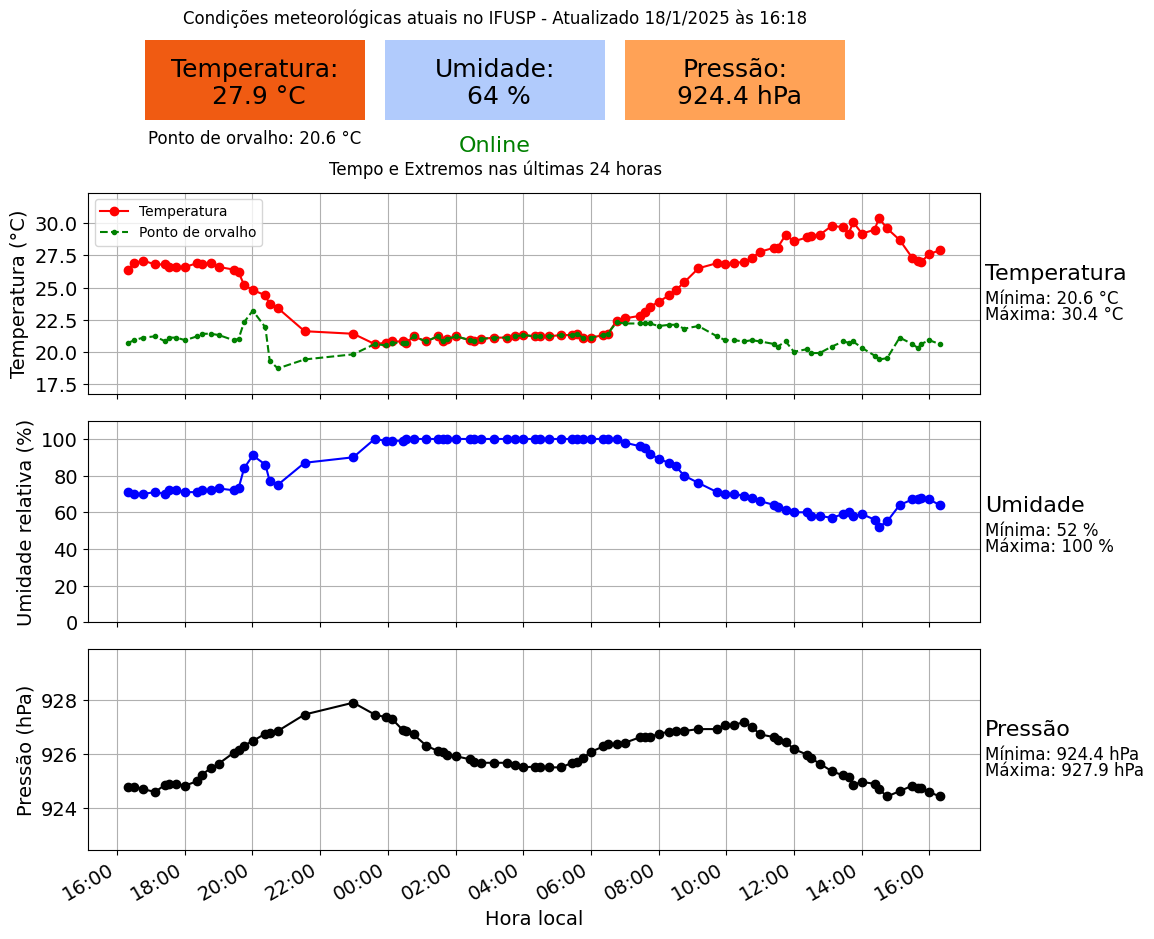 Condições meteorológicas atuais no IFUSP - Atualizado 18/1/2025 às 16:18
Temperatura:
27.9 °C
Umidade:
64 %
Pressão:
924.4 hPa
Ponto de orvalho: 20.6 °C
Online
Tempo e Extremos nas últimas 24 horas
Temperatura (°C)
30.0
27.5
25.0
22.5
20.0
17.5
Temperatura
Ponto de orvalho
Temperatura
Mínima: 20.6 °C
Máxima: 30.4 °C
Umidade relativa (%)
100
80
60
40
20
0
Umidade
Mínima: 52 %
Máxima: 100 %
Pressão (hPa)
928
926
924
Pressão
Mínima: 924.4 hPa
Máxima: 927.9 hPa
16:00 18:00 20:00 22:00 00:00 02:00 04:00 06:00 08:00 10:00 12:00 14:00 16:00
Hora local